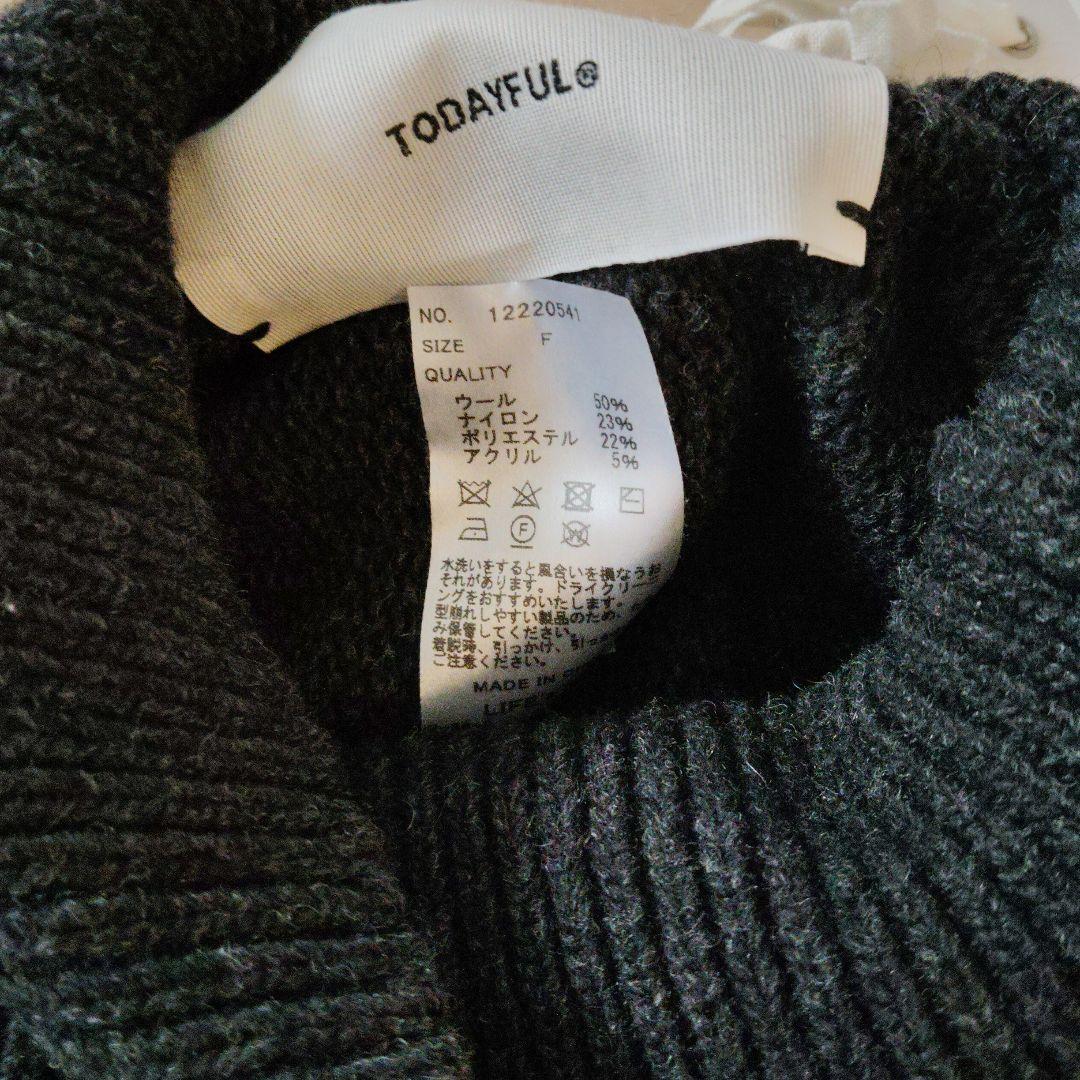 TODAYFUL®
NO. 12220541
SIZE F
QUALITY
ウール 50%
ナイロン 23%
ポリエステル 22%
アクリル 5%
F
W
水洗いをすると風合いを損なう恐
それがあります。ドライクリー
ングをおすすめいたします。
型崩れしやすい製品のため、
み保管してください。
着脱時、引っかけ、引っ
ご注意ください。
MADE IN
LIFE